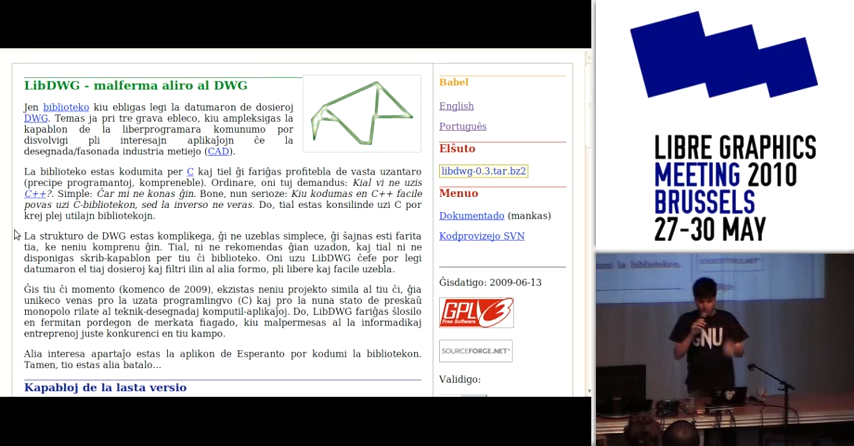 LibDWG - malferma aliro al DWG
Jen biblioteko kiu ebligas legi la datumaron de dosieroj
DWG. Temas ja pri tre grava ebleco, kiu ampleksigas la
kapablon de la liberprogramara komunumo por
disvolvigi pli interesajn aplikaĵojn ĉe la
desegnada/fasonada industria metiejo (CAD).
La biblioteko estas kodumita per C kaj tiel ĝi fariĝas profitebla de vasta uzantaro
(precipe programantoj, kompreneble). Ordinare, oni tuj demandus: Kial vi ne uzis
C++?. Simple: Ĉar mi ne konas ĝin. Bone, nun serioze: Kiu kodumas en C++ facile
povas uzi C-bibliotekon, sed la inverso ne veras. Do, tial estas konsilinde uzi C por
krej plej utilajn bibliotekojn.
La strukturo de DWG estas komplikega, ĝi ne uzeblas simplece, ĝi ŝajnas esti farita
tia, ke neniu komprenu ĝin. Tial, ni ne rekomendas ĝian uzadon, kaj tial ni ne
disponigas skrib-kapablon per tiu ĉi biblioteko. Oni uzu LibDWG ĉefe por legi
datumaron el tiaj dosieroj kaj filtri ilin al alia formo, pli libere kaj facile uzebla.
Ĝis tiu ĉi momento (komenco de 2009), ekzistas neniu projekto simila al tiu ĉi, ĝia
unikeco venas pro la uzata programlingvo (C) kaj pro la nuna stato de preskaŭ
monopolo rilate al teknik-desegnadaj komputil-aplikaĵoj. Do, LibDWG fariĝas ŝlosilo
en fermitan pordegon de merkata fiagado, kiu malpermesas al la informadikaj
entreprenoj juste konkurenci en tiu kampo.
Alia interesa apartaĵo estas la aplikon de Esperanto por kodumi la bibliotekon.
Tamen, tio estas alia batalo...
Kapabloj de la lasta versio
Babel
English
Português
Elŝuto
libdwg-0.3.tar.bz2
Menuo
Dokumentado (mankas)
Kodprovizejo SVN
Ĝisdatigo: 2009-06-13
GPLv3
Free Software
SOURCEFORGE.NET
Validigo:
LIBRE GRAPHICS
MEETING 2010
BRUSSELS
27-30 MAY
GNU